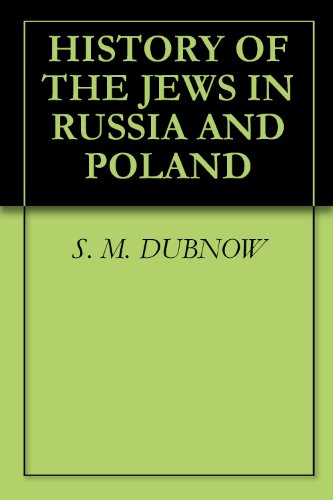 HISTORY OF
THE JEWS IN
RUSSIA AND
POLAND
S. M. DUBNOW